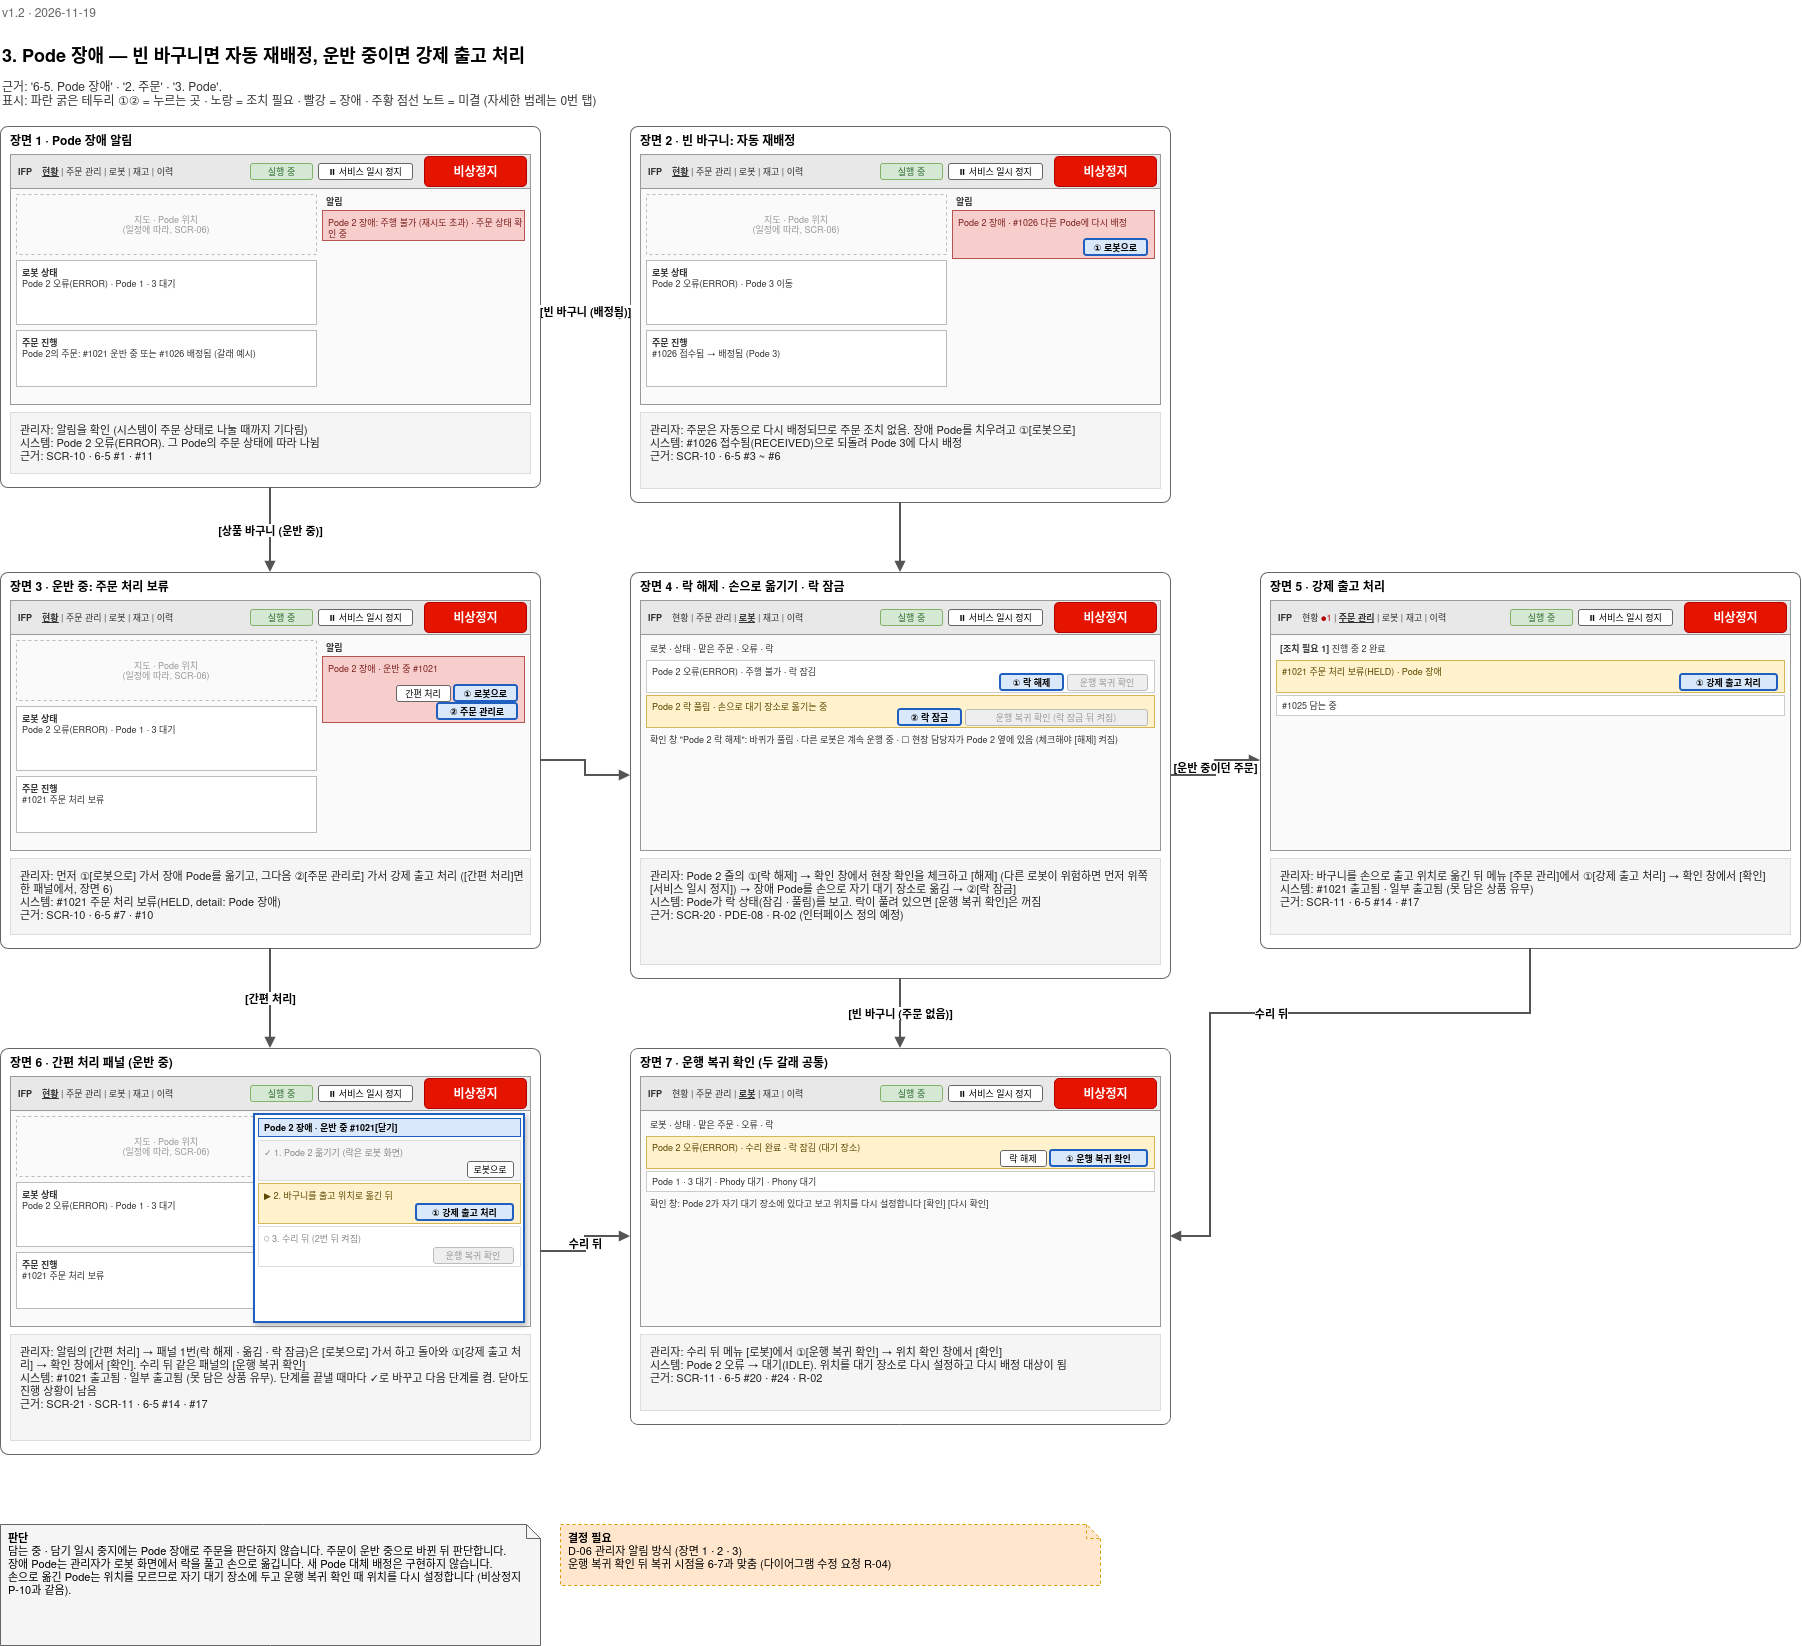 v1.2 · 2026-11-19
3. Pode 장애 — 빈 바구니면 자동 재배정, 운반 중이면 강제 출고 처리
근거: '6-5. Pode 장애' · '2. 주문' · '3. Pode'.
표시: 파란 굵은 테두리 ①② = 누르는 곳 · 노랑 = 조치 필요 · 빨강 = 장애 · 주황 점선 노트 = 미결 (자세한 범례는 0번 탭)
장면 1 · Pode 장애 알림
IFP 현황 | 주문 관리 | 로봇 | 재고 | 이력
실행 중
⏸ 서비스 일시 정지
비상정지
지도 · Pode 위치
(일정에 따라, SCR-06)
알림
Pode 2 장애: 주행 불가 (재시도 초과) · 주문 상태 확
인 중
로봇 상태
Pode 2 오류(ERROR) · Pode 1 · 3 대기
주문 진행
Pode 2의 주문: #1021 운반 중 또는 #1026 배정됨 (갈래 예시)
관리자: 알림을 확인 (시스템이 주문 상태로 나눌 때까지 기다림)
시스템: Pode 2 오류(ERROR). 그 Pode의 주문 상태에 따라 나뉨
근거: SCR-10 · 6-5 #1 · #11
[빈 바구니 (배정됨)]
장면 2 · 빈 바구니: 자동 재배정
IFP 현황 | 주문 관리 | 로봇 | 재고 | 이력
실행 중
⏸ 서비스 일시 정지
비상정지
지도 · Pode 위치
(일정에 따라, SCR-06)
알림
Pode 2 장애 · #1026 다른 Pode에 다시 배정
① 로봇으로
로봇 상태
Pode 2 오류(ERROR) · Pode 3 이동
주문 진행
#1026 접수됨 → 배정됨 (Pode 3)
관리자: 주문은 자동으로 다시 배정되므로 주문 조치 없음. 장애 Pode를 치우려고 ①[로봇으로]
시스템: #1026 접수됨(RECEIVED)으로 되돌려 Pode 3에 다시 배정
근거: SCR-10 · 6-5 #3 ~ #6
[상품 바구니 (운반 중)]
장면 3 · 운반 중: 주문 처리 보류
IFP 현황 | 주문 관리 | 로봇 | 재고 | 이력
실행 중
⏸ 서비스 일시 정지
비상정지
지도 · Pode 위치
(일정에 따라, SCR-06)
알림
Pode 2 장애 · 운반 중 #1021
간편 처리
① 로봇으로
② 주문 관리로
로봇 상태
Pode 2 오류(ERROR) · Pode 1 · 3 대기
주문 진행
#1021 주문 처리 보류
관리자: 먼저 ①[로봇으로] 가서 장애 Pode를 옮기고, 그다음 ②[주문 관리로] 가서 강제 출고 처리 ([간편 처리]면
한 패널에서, 장면 6)
시스템: #1021 주문 처리 보류(HELD, detail: Pode 장애)
근거: SCR-10 · 6-5 #7 · #10
장면 4 · 락 해제 · 손으로 옮기기 · 락 잠금
IFP 현황 | 주문 관리 | 로봇 | 재고 | 이력
실행 중
⏸ 서비스 일시 정지
비상정지
로봇 · 상태 · 맡은 주문 · 오류 · 락
Pode 2 오류(ERROR) · 주행 불가 · 락 잠김
① 락 해제
운행 복귀 확인
Pode 2 락 풀림 · 손으로 대기 장소로 옮기는 중
② 락 잠금
운행 복귀 확인 (락 잠금 뒤 켜짐)
확인 창 "Pode 2 락 해제": 바퀴가 풀림 · 다른 로봇은 계속 운행 중 · ☐ 현장 담당자가 Pode 2 옆에 있음 (체크해야 [해제] 켜짐)
관리자: Pode 2 줄의 ①[락 해제] → 확인 창에서 현장 확인을 체크하고 [해제] (다른 로봇이 위험하면 먼저 위쪽
[서비스 일시 정지]) → 장애 Pode를 손으로 자기 대기 장소로 옮김 → ②[락 잠금]
시스템: Pode가 락 상태(잠김 · 풀림)를 보고. 락이 풀려 있으면 [운행 복귀 확인]은 꺼짐
근거: SCR-20 · PDE-08 · R-02 (인터페이스 정의 예정)
[운반 중이던 주문]
장면 5 · 강제 출고 처리
IFP 현황 ●1 | 주문 관리 | 로봇 | 재고 | 이력
실행 중
⏸ 서비스 일시 정지
비상정지
[조치 필요 1] 진행 중 2 완료
#1021 주문 처리 보류(HELD) · Pode 장애
① 강제 출고 처리
#1025 담는 중
관리자: 바구니를 손으로 출고 위치로 옮긴 뒤 메뉴 [주문 관리]에서 ①[강제 출고 처리] → 확인 창에서 [확인]
시스템: #1021 출고됨 · 일부 출고됨 (못 담은 상품 유무)
근거: SCR-11 · 6-5 #14 · #17
[간편 처리]
[빈 바구니 (주문 없음)]
수리 뒤
장면 6 · 간편 처리 패널 (운반 중)
IFP 현황 | 주문 관리 | 로봇 | 재고 | 이력
실행 중
⏸ 서비스 일시 정지
비상정지
지도 · Pode 위치
(일정에 따라, SCR-06)
로봇 상태
Pode 2 오류(ERROR) · Pode 1 · 3 대기
주문 진행
#1021 주문 처리 보류
Pode 2 장애 · 운반 중 #1021[닫기]
✓ 1. Pode 2 옮기기 (락은 로봇 화면)
로봇으로
▶ 2. 바구니를 출고 위치로 옮긴 뒤
① 강제 출고 처리
○ 3. 수리 뒤 (2번 뒤 켜짐)
운행 복귀 확인
관리자: 알림의 [간편 처리] → 패널 1번(락 해제 · 옮김 · 락 잠금)은 [로봇으로] 가서 하고 돌아와 ①[강제 출고 처
리] → 확인 창에서 [확인]. 수리 뒤 같은 패널의 [운행 복귀 확인]
시스템: #1021 출고됨 · 일부 출고됨 (못 담은 상품 유무). 단계를 끝낼 때마다 ✓로 바꾸고 다음 단계를 켬. 닫아도
진행 상황이 남음
근거: SCR-21 · SCR-11 · 6-5 #14 · #17
수리 뒤
장면 7 · 운행 복귀 확인 (두 갈래 공통)
IFP 현황 | 주문 관리 | 로봇 | 재고 | 이력
실행 중
⏸ 서비스 일시 정지
비상정지
로봇 · 상태 · 맡은 주문 · 오류 · 락
Pode 2 오류(ERROR) · 수리 완료 · 락 잠김 (대기 장소)
락 해제
① 운행 복귀 확인
Pode 1 · 3 대기 · Phody 대기 · Phony 대기
확인 창: Pode 2가 자기 대기 장소에 있다고 보고 위치를 다시 설정합니다 [확인] [다시 확인]
관리자: 수리 뒤 메뉴 [로봇]에서 ①[운행 복귀 확인] → 위치 확인 창에서 [확인]
시스템: Pode 2 오류 → 대기(IDLE). 위치를 대기 장소로 다시 설정하고 다시 배정 대상이 됨
근거: SCR-11 · 6-5 #20 · #24 · R-02
판단
담는 중 · 담기 일시 중지에는 Pode 장애로 주문을 판단하지 않습니다. 주문이 운반 중으로 바뀐 뒤 판단합니다.
장애 Pode는 관리자가 로봇 화면에서 락을 풀고 손으로 옮깁니다. 새 Pode 대체 배정은 구현하지 않습니다.
손으로 옮긴 Pode는 위치를 모르므로 자기 대기 장소에 두고 운행 복귀 확인 때 위치를 다시 설정합니다 (비상정지
P-10과 같음).
결정 필요
D-06 관리자 알림 방식 (장면 1 · 2 · 3)
운행 복귀 확인 뒤 복귀 시점을 6-7과 맞춤 (다이어그램 수정 요청 R-04)